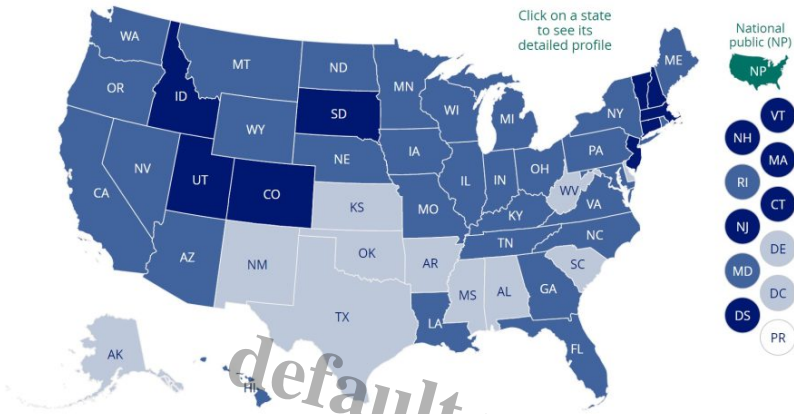 Click on a state
to see its
detailed profile
National
public (NP)
NP
WA
MT
ND
MN
ME
OR
ID
WY
SD
WI
MI
NY
VT
NH
MA
NV
UT
CO
NE
IA
IL
IN
OH
PA
RI
CT
CA
KS
MO
KY
WV
VA
NJ
DE
AZ
NM
OK
AR
TN
NC
SC
MD
DC
TX
LA
MS
AL
GA
FL
DS
PR
AK
HI
default